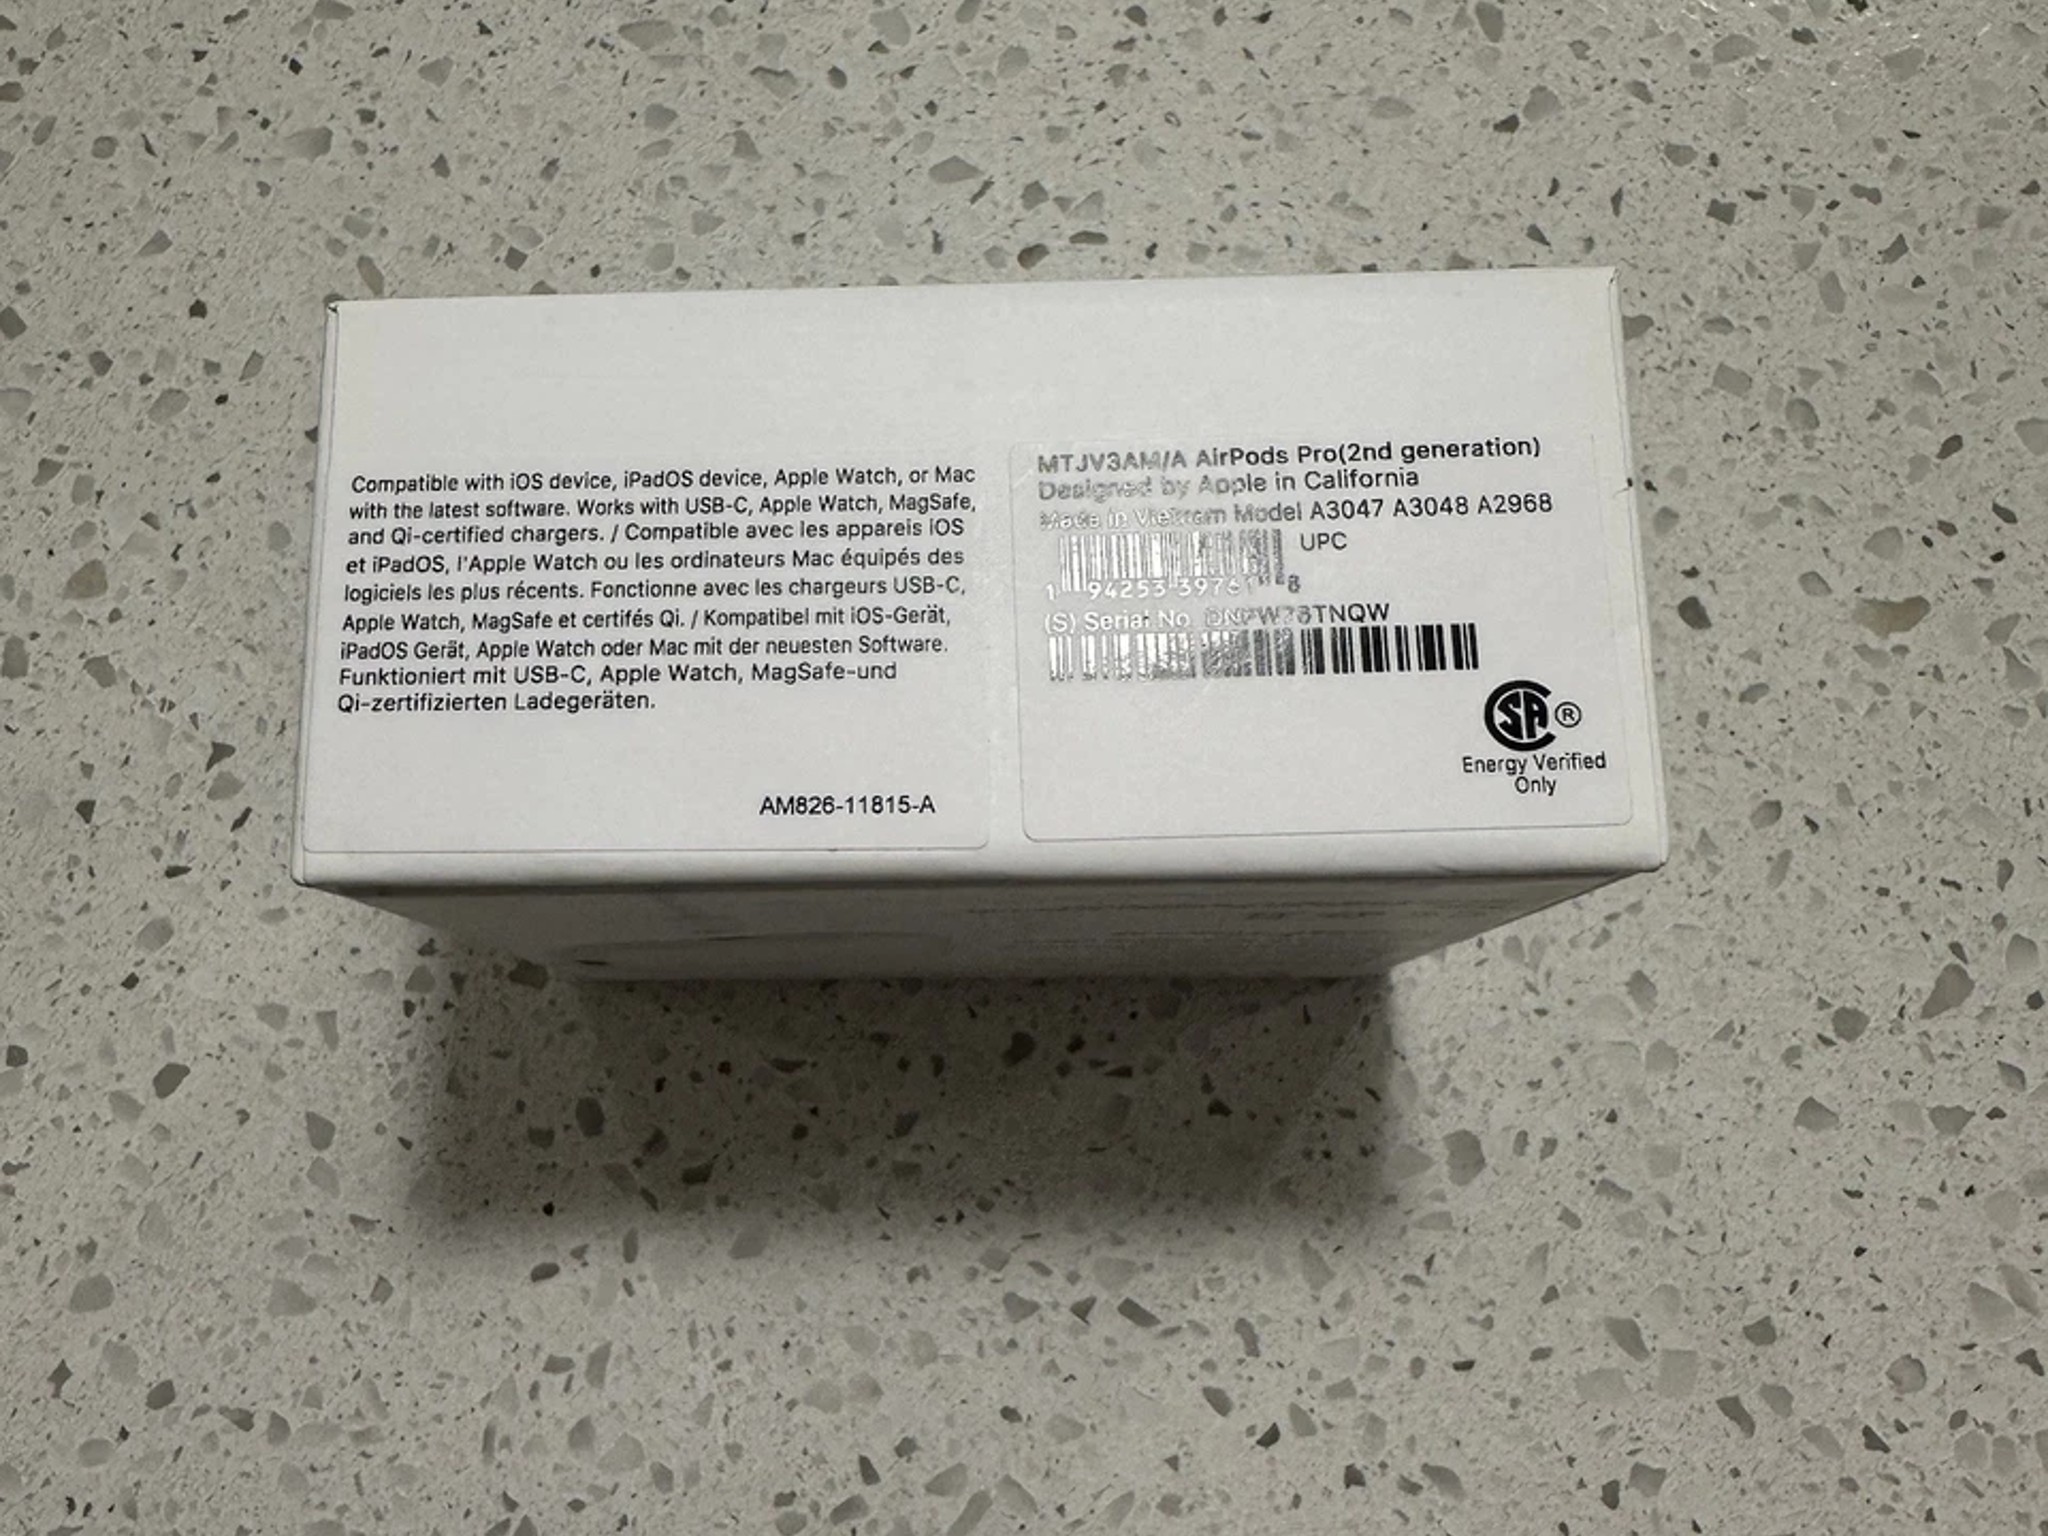 Compatible with iOS device, iPadOS device, Apple Watch, or Mac
with the latest software. Works with USB-C, Apple Watch, MagSafe,
and Qi-certified chargers. / Compatible avec les appareils iOS
et iPadOS, l'Apple Watch ou les ordinateurs Mac équipés des
logiciels les plus récents. Fonctionne avec les chargeurs USB-C,
Apple Watch, MagSafe et certifés Qi. / Kompatibel mit iOS-Gerät,
iPadOS Gerät, Apple Watch oder Mac mit der neuesten Software.
Funktioniert mit USB-C, Apple Watch, MagSafe-und
Qi-zertifizierten Ladegeräten.
AM826-11815-A
MTJV3AM/A AirPods Pro(2nd generation)
Designed by Apple in California
Made in Model A3047 A3048 A2968
UPC
1 94253 39761 8
(S) Serial No.
SA ®
Energy Verified
Only